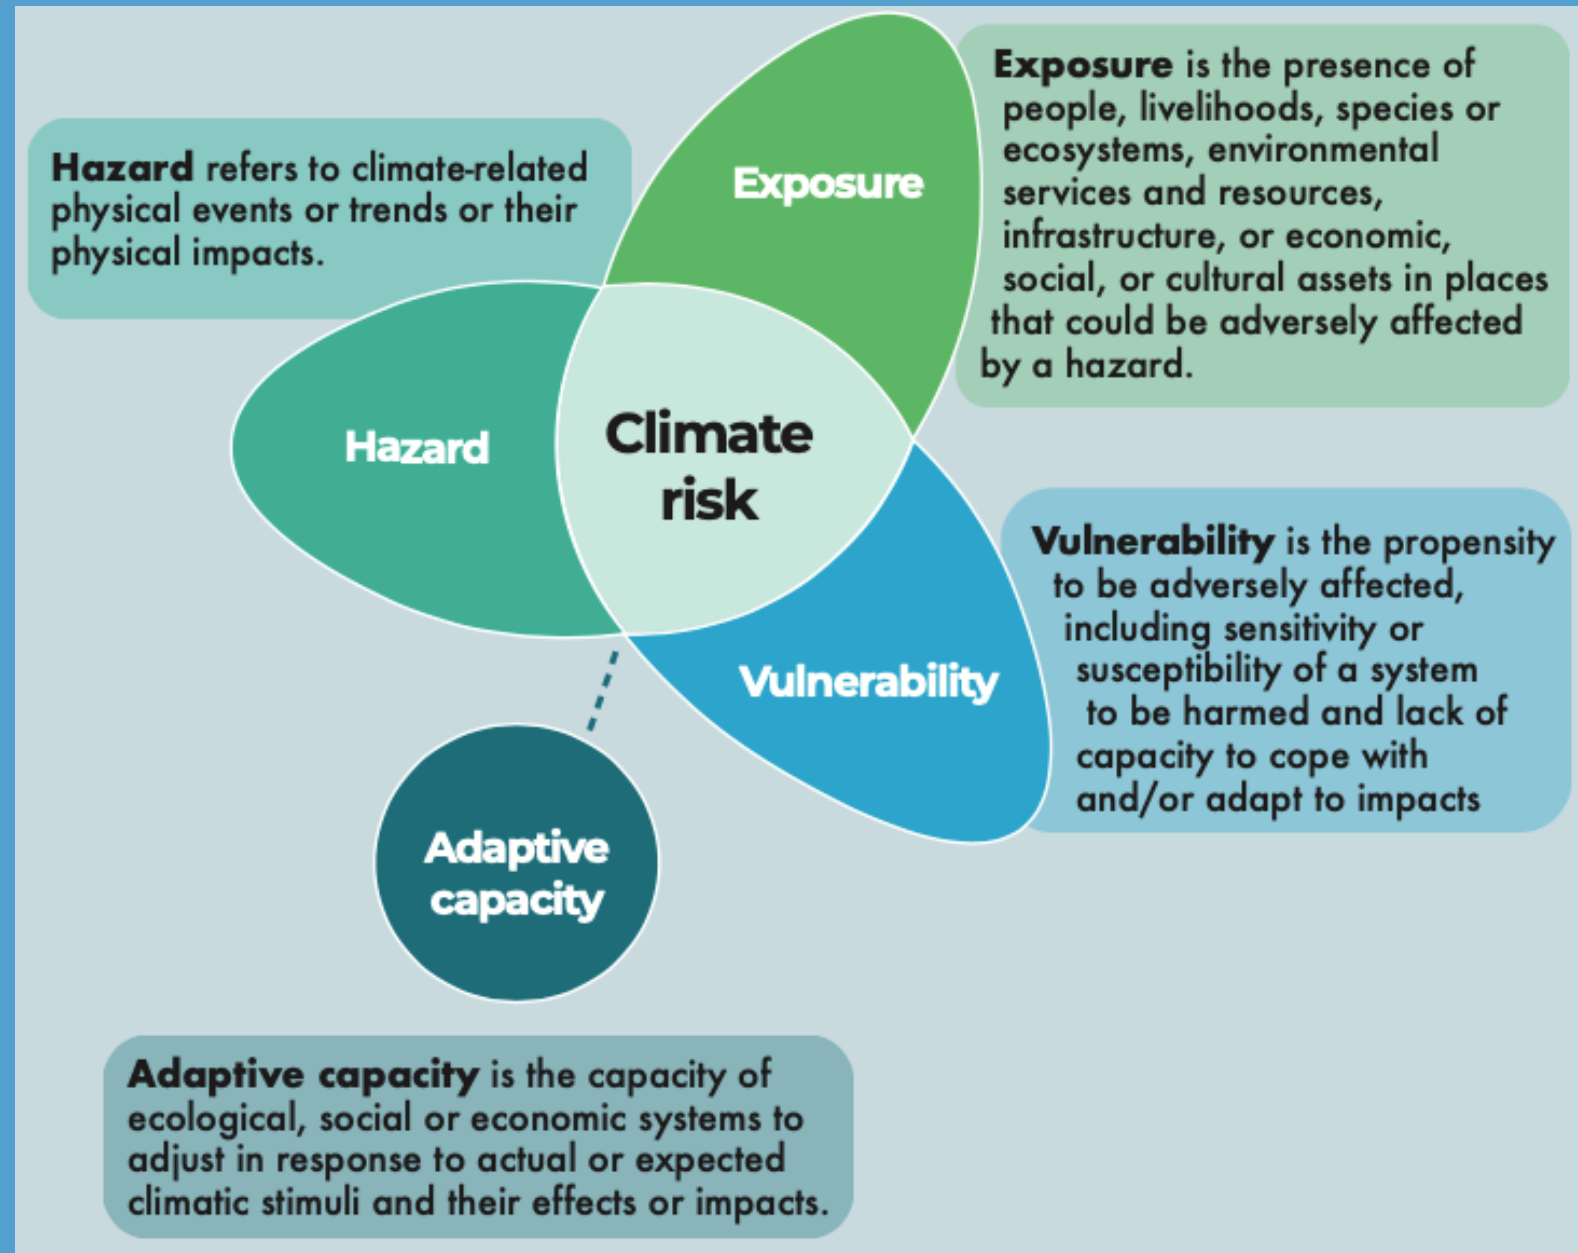 Hazard refers to climate-related
physical events or trends or their
physical impacts.
Exposure
Exposure is the presence of
people, livelihoods, species or
ecosystems, environmental
services and resources,
infrastructure, or economic,
social, or cultural assets in places
that could be adversely affected
by a hazard.
Hazard
Climate
risk
Vulnerability
Vulnerability is the propensity
to be adversely affected,
including sensitivity or
susceptibility of a system
to be harmed and lack of
capacity to cope with
and/or adapt to impacts
Adaptive
capacity
Adaptive capacity is the capacity of
ecological, social or economic systems to
adjust in response to actual or expected
climatic stimuli and their effects or impacts.